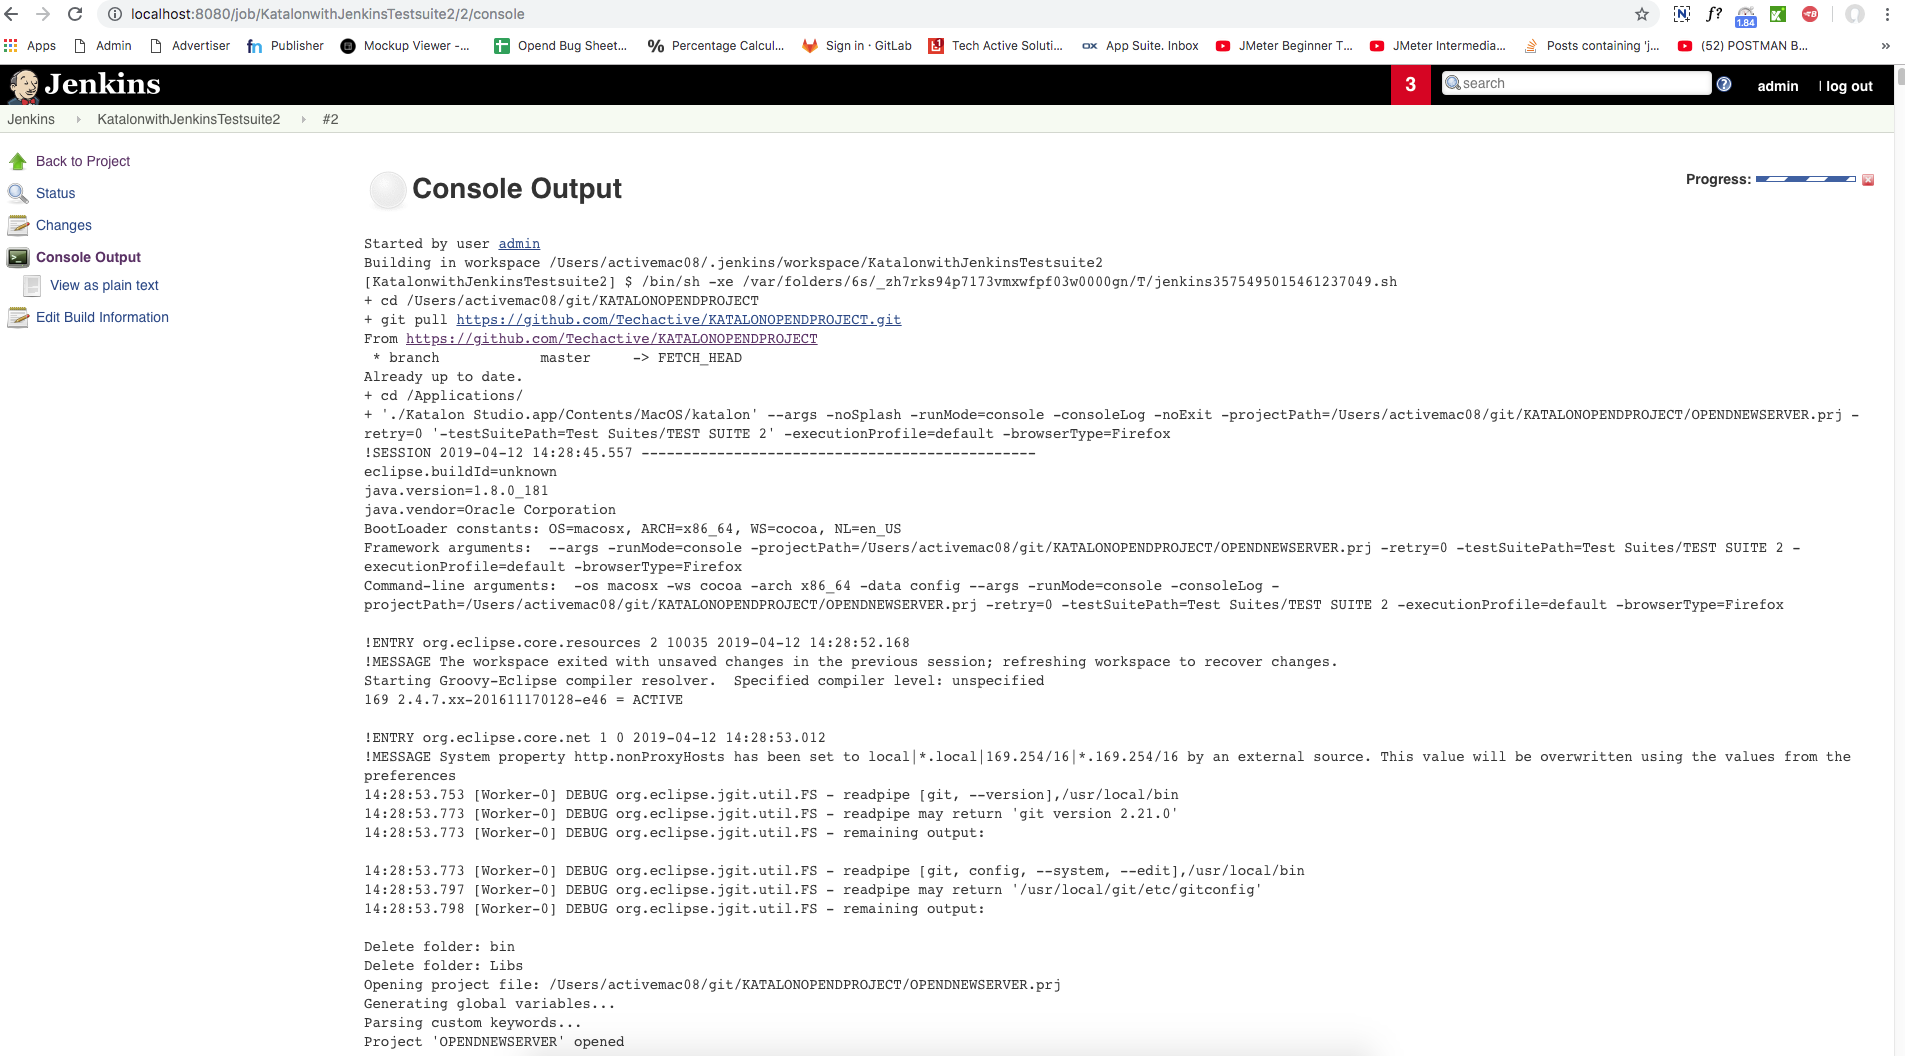 localhost:8080/job/KatalonwithJenkinsTestsuite2/2/console
N f? 1.84
Apps Admin Advertiser Publisher Mockup Viewer -... Opend Bug Sheet... Percentage Calcul... Sign in · GitLab Tech Active Soluti... OX App Suite. Inbox JMeter Beginner T... JMeter Intermedia... Posts containing 'j... (52) POSTMAN B... »
Jenkins 3 search admin | log out
Jenkins KatalonwithJenkinsTestsuite2 #2
Back to Project
Status
Changes
Console Output
View as plain text
Edit Build Information
Console Output
Progress:
Started by user admin
Building in workspace /Users/activemac08/.jenkins/workspace/KatalonwithJenkinsTestsuite2
[KatalonwithJenkinsTestsuite2] $ /bin/sh -xe /var/folders/6s/_zh7rks94p7173vmxwfpf03w0000gn/T/jenkins3575495015461237049.sh
+ cd /Users/activemac08/git/KATALONOPENDPROJECT
+ git pull https://github.com/Techactive/KATALONOPENDPROJECT.git
From https://github.com/Techactive/KATALONOPENDPROJECT
* branch master -> FETCH_HEAD
Already up to date.
+ cd /Applications/
+ './Katalon Studio.app/Contents/MacOS/katalon' --args -noSplash -runMode=console -consoleLog -noExit -projectPath=/Users/activemac08/git/KATALONOPENDPROJECT/OPENDNEWSERVER.prj -
retry=0 '-testSuitePath=Test Suites/TEST SUITE 2' -executionProfile=default -browserType=Firefox
!SESSION 2019-04-12 14:28:45.557 -----------------------------------------------
eclipse.buildId=unknown
java.version=1.8.0_181
java.vendor=Oracle Corporation
BootLoader constants: OS=macosx, ARCH=x86_64, WS=cocoa, NL=en_US
Framework arguments:  --args -runMode=console -projectPath=/Users/activemac08/git/KATALONOPENDPROJECT/OPENDNEWSERVER.prj -retry=0 -testSuitePath=Test Suites/TEST SUITE 2 -
executionProfile=default -browserType=Firefox
Command-line arguments:  -os macosx -ws cocoa -arch x86_64 -data config --args -runMode=console -consoleLog -
projectPath=/Users/activemac08/git/KATALONOPENDPROJECT/OPENDNEWSERVER.prj -retry=0 -testSuitePath=Test Suites/TEST SUITE 2 -executionProfile=default -browserType=Firefox
!ENTRY org.eclipse.core.resources 2 10035 2019-04-12 14:28:52.168
!MESSAGE The workspace exited with unsaved changes in the previous session; refreshing workspace to recover changes.
Starting Groovy-Eclipse compiler resolver.  Specified compiler level: unspecified
169 2.4.7.xx-201611170128-e46 = ACTIVE
!ENTRY org.eclipse.core.net 1 0 2019-04-12 14:28:53.012
!MESSAGE System property http.nonProxyHosts has been set to local|*.local|169.254/16|*.169.254/16 by an external source. This value will be overwritten using the values from the
preferences
14:28:53.753 [Worker-0] DEBUG org.eclipse.jgit.util.FS - readpipe [git, --version],/usr/local/bin
14:28:53.773 [Worker-0] DEBUG org.eclipse.jgit.util.FS - readpipe may return 'git version 2.21.0'
14:28:53.773 [Worker-0] DEBUG org.eclipse.jgit.util.FS - remaining output:
14:28:53.773 [Worker-0] DEBUG org.eclipse.jgit.util.FS - readpipe [git, config, --system, --edit],/usr/local/bin
14:28:53.797 [Worker-0] DEBUG org.eclipse.jgit.util.FS - readpipe may return '/usr/local/git/etc/gitconfig'
14:28:53.798 [Worker-0] DEBUG org.eclipse.jgit.util.FS - remaining output:
Delete folder: bin
Delete folder: Libs
Opening project file: /Users/activemac08/git/KATALONOPENDPROJECT/OPENDNEWSERVER.prj
Generating global variables...
Parsing custom keywords...
Project 'OPENDNEWSERVER' opened